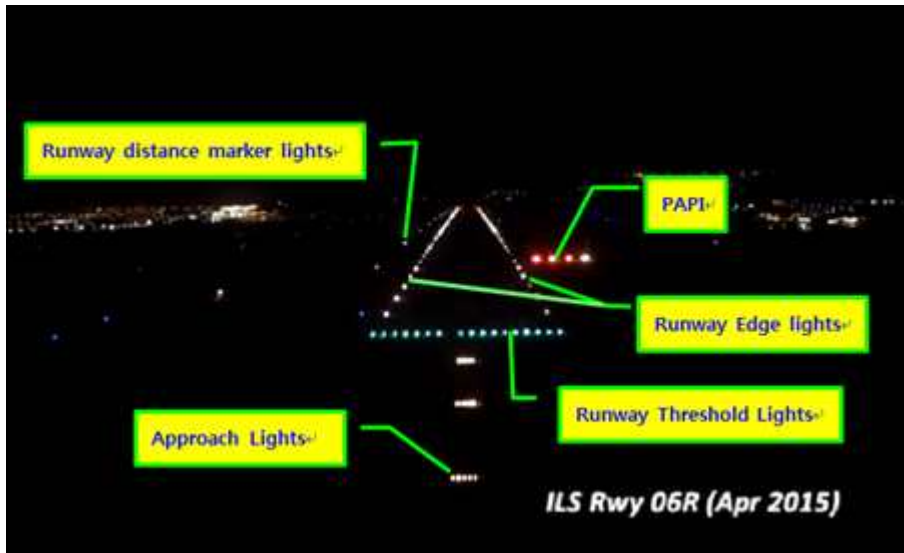 Runway distance marker lights
PAPI
Runway Edge lights
Runway Threshold Lights
Approach Lights
ILS Rwy 06R (Apr 2015)